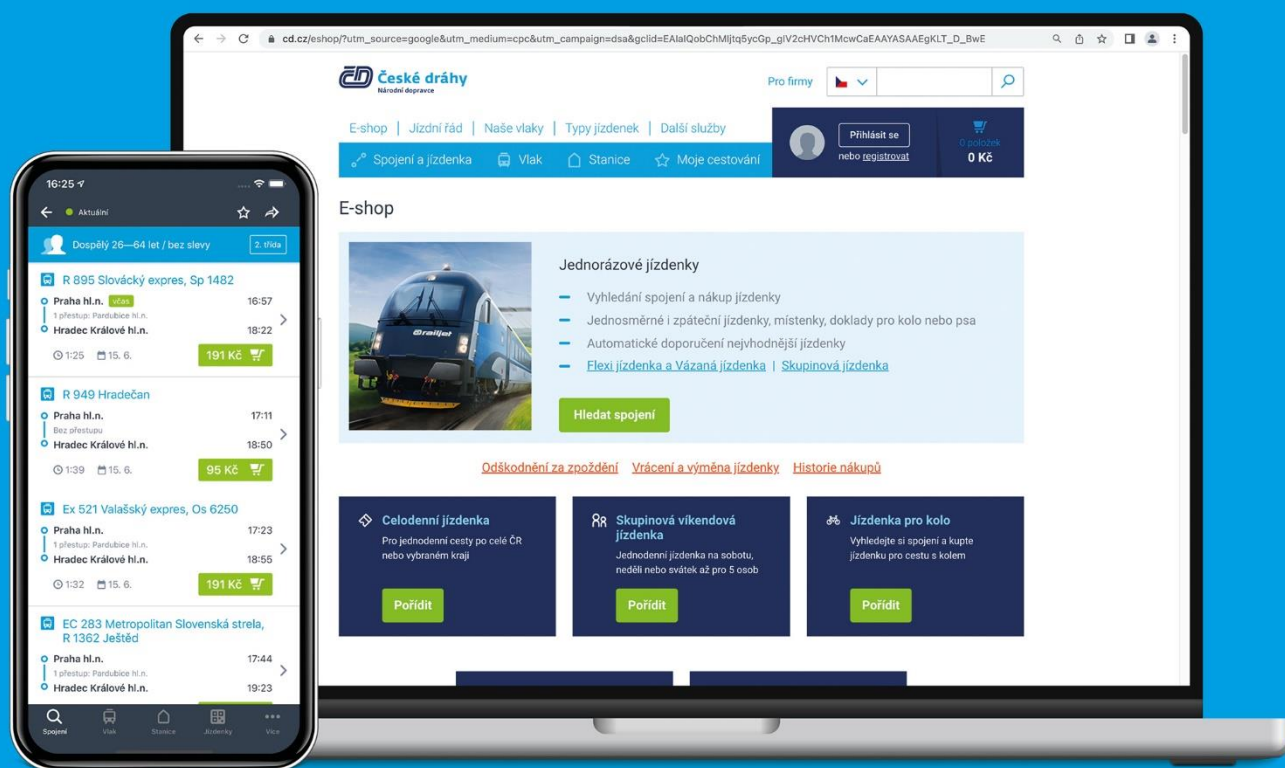 cd.cz/eshop/?utm_source=google&utm_medium=cpc&utm_campaign=dsa&gclid=EAIaIQobChMIjtq5ycGp_gIV2cHVCh1McwCaEAAYASAAEgKLT_D_BwE
ČD České dráhy
Národní dopravce
Pro firmy
E-shop | Jízdní řád | Naše vlaky | Typy jízdenek | Další služby
Spojení a jízdenka Vlak Stanice Moje cestování
Přihlásit se
nebo registrovat
0 položek
0 Kč
E-shop
railjet
Jednorázové jízdenky
Vyhledání spojení a nákup jízdenky
Jednosměrné i zpáteční jízdenky, místenky, doklady pro kolo nebo psa
Automatické doporučení nejvhodnější jízdenky
Flexi jízdenka a Vázaná jízdenka | Skupinová jízdenka
Hledat spojení
Odškodnění za zpoždění Vrácení a výměna jízdenky Historie nákupů
Celodenní jízdenka
Pro jednodenní cesty po celé ČR
nebo vybraném kraji
Pořídit
Skupinová víkendová
jízdenka
Jednodenní jízdenka na sobotu,
neděli nebo svátek až pro 5 osob
Pořídit
Jízdenka pro kolo
Vyhledejte si spojení a kupte
jízdenku pro cestu s kolem
Pořídit
16:25
Aktuální
Dospělý 26—64 let / bez slevy 2. třída
R 895 Slovácký expres, Sp 1482
Praha hl.n. včas 16:57
1 přestup: Pardubice hl.n.
Hradec Králové hl.n. 18:22
1:25 15. 6. 191 Kč
R 949 Hradečan
Praha hl.n. 17:11
Bez přestupu
Hradec Králové hl.n. 18:50
1:39 15. 6. 95 Kč
Ex 521 Valašský expres, Os 6250
Praha hl.n. 17:23
1 přestup: Pardubice hl.n.
Hradec Králové hl.n. 18:55
1:32 15. 6. 191 Kč
EC 283 Metropolitan Slovenská strela,
R 1362 Ještěd
Praha hl.n. 17:44
1 přestup: Pardubice hl.n.
Hradec Králové hl.n. 19:23
Spojení Vlak Stanice Jízdenky Více